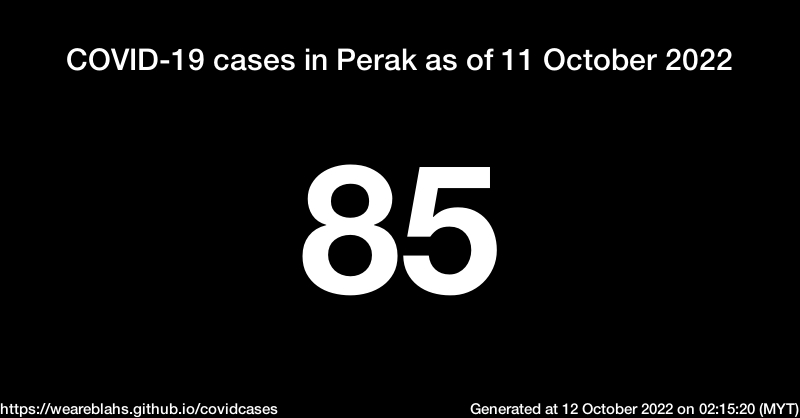 COVID-19 cases in Perak as of 11 October 2022
85
https://weareblahs.github.io/covidcases
Generated at 12 October 2022 on 02:15:20 (MYT)